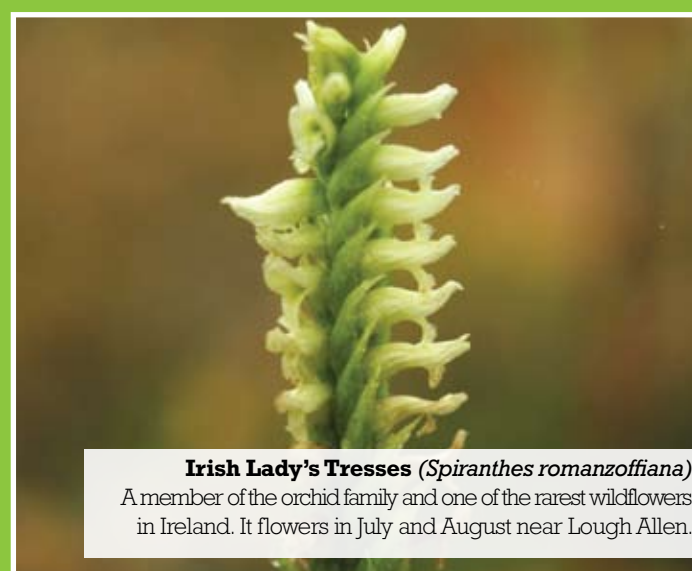 Irish Lady's Tresses (Spiranthes romanzoffiana)
A member of the orchid family and one of the rarest wildflowers
in Ireland. It flowers in July and August near Lough Allen.